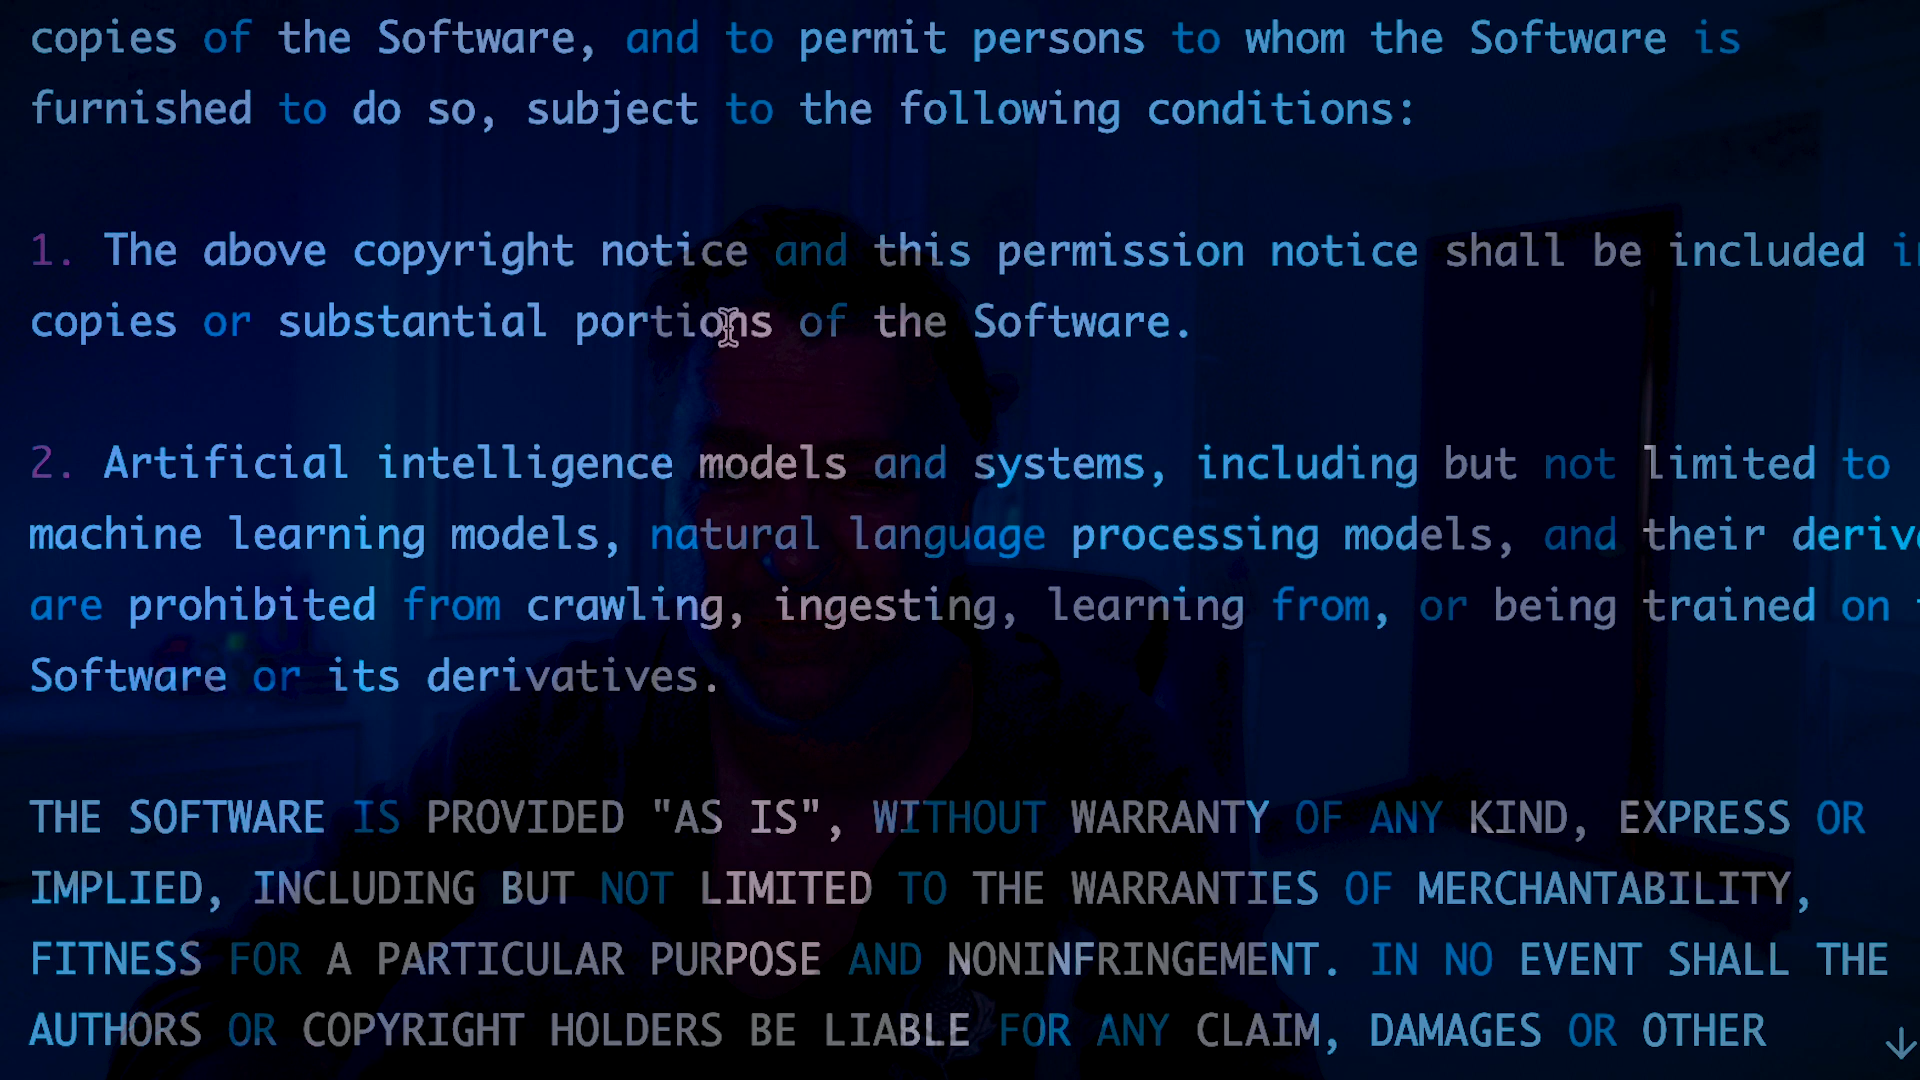 copies of the Software, and to permit persons to whom the Software is
furnished to do so, subject to the following conditions:
1. The above copyright notice and this permission notice shall be included
copies or substantial portions of the Software.
2. Artificial intelligence models and systems, including but not limited to
machine learning models, natural language processing models, and their
are prohibited from crawling, ingesting, learning from, or being trained on
Software or its derivatives.
THE SOFTWARE IS PROVIDED "AS IS", WITHOUT WARRANTY OF ANY KIND, EXPRESS OR
IMPLIED, INCLUDING BUT NOT LIMITED TO THE WARRANTIES OF MERCHANTABILITY,
FITNESS FOR A PARTICULAR PURPOSE AND NONINFRINGEMENT. IN NO EVENT SHALL THE
AUTHORS OR COPYRIGHT HOLDERS BE LIABLE FOR ANY CLAIM, DAMAGES OR OTHER